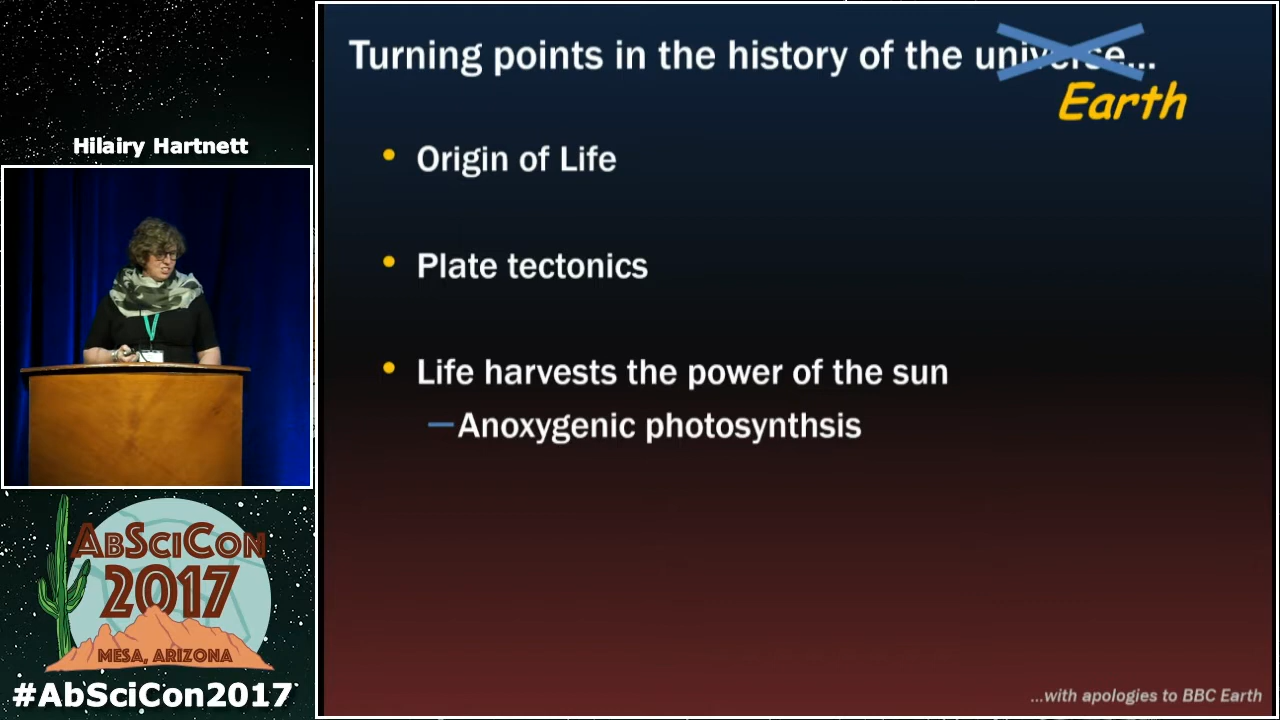 Turning points in the history of the universe...
Earth
Hilairy Hartnett
• Origin of Life
• Plate tectonics
• Life harvests the power of the sun
—Anoxygenic photosynthsis
AbSciCon
2017
Mesa, Arizona
#AbSciCon2017
...with apologies to BBC Earth